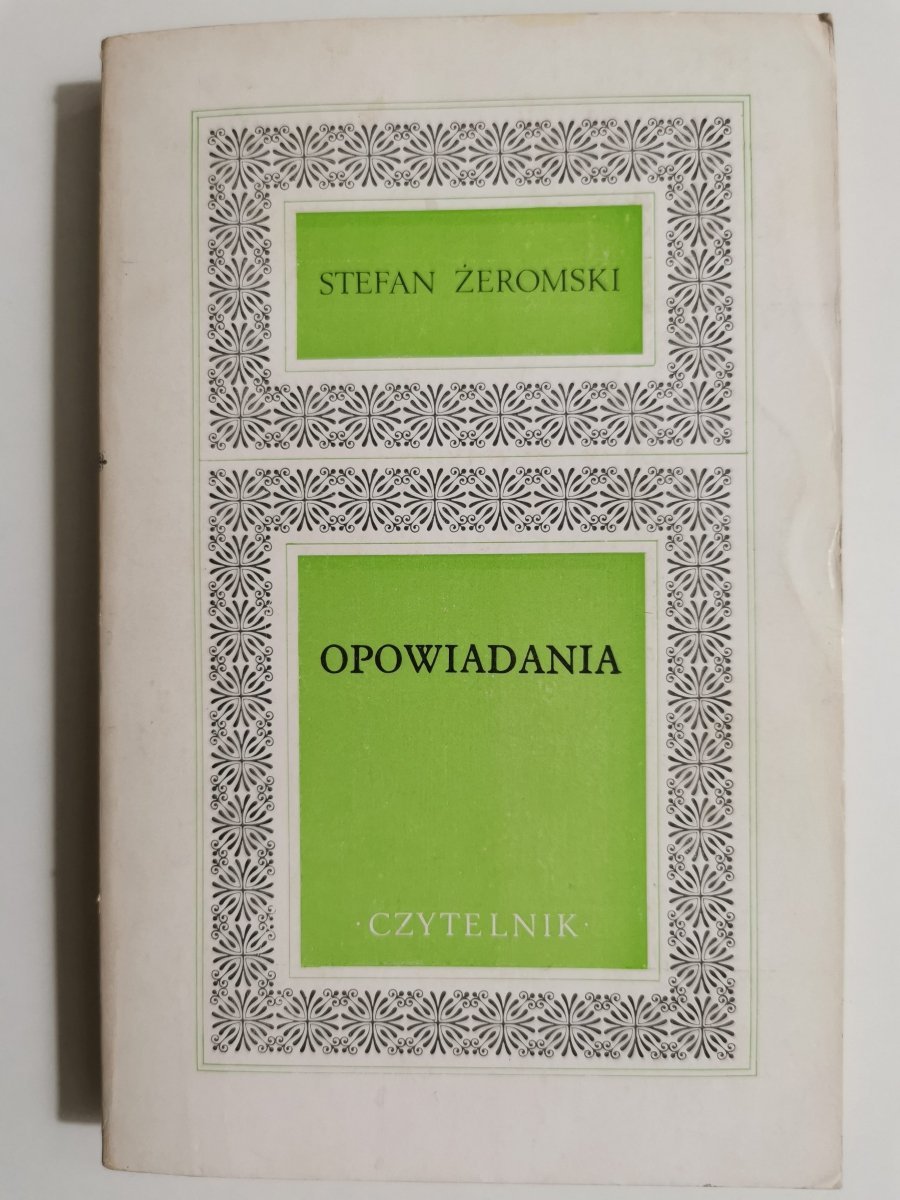 STEFAN ŻEROMSKI
OPOWIADANIA
· CZYTELNIK ·